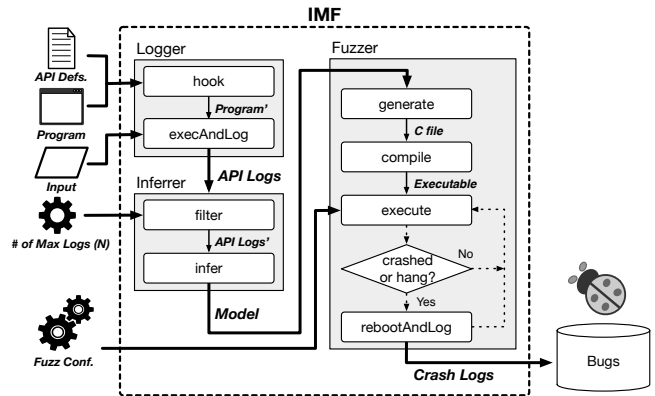 IMF
Logger
Fuzzer
API Defs.
hook
generate
Program'
C file
Program
execAndLog
compile
Input
API Logs
Executable
Inferrer
filter
execute
# of Max Logs (N)
API Logs'
infer
crashed
or hang?
No
Yes
Model
rebootAndLog
Fuzz Conf.
Crash Logs
Bugs